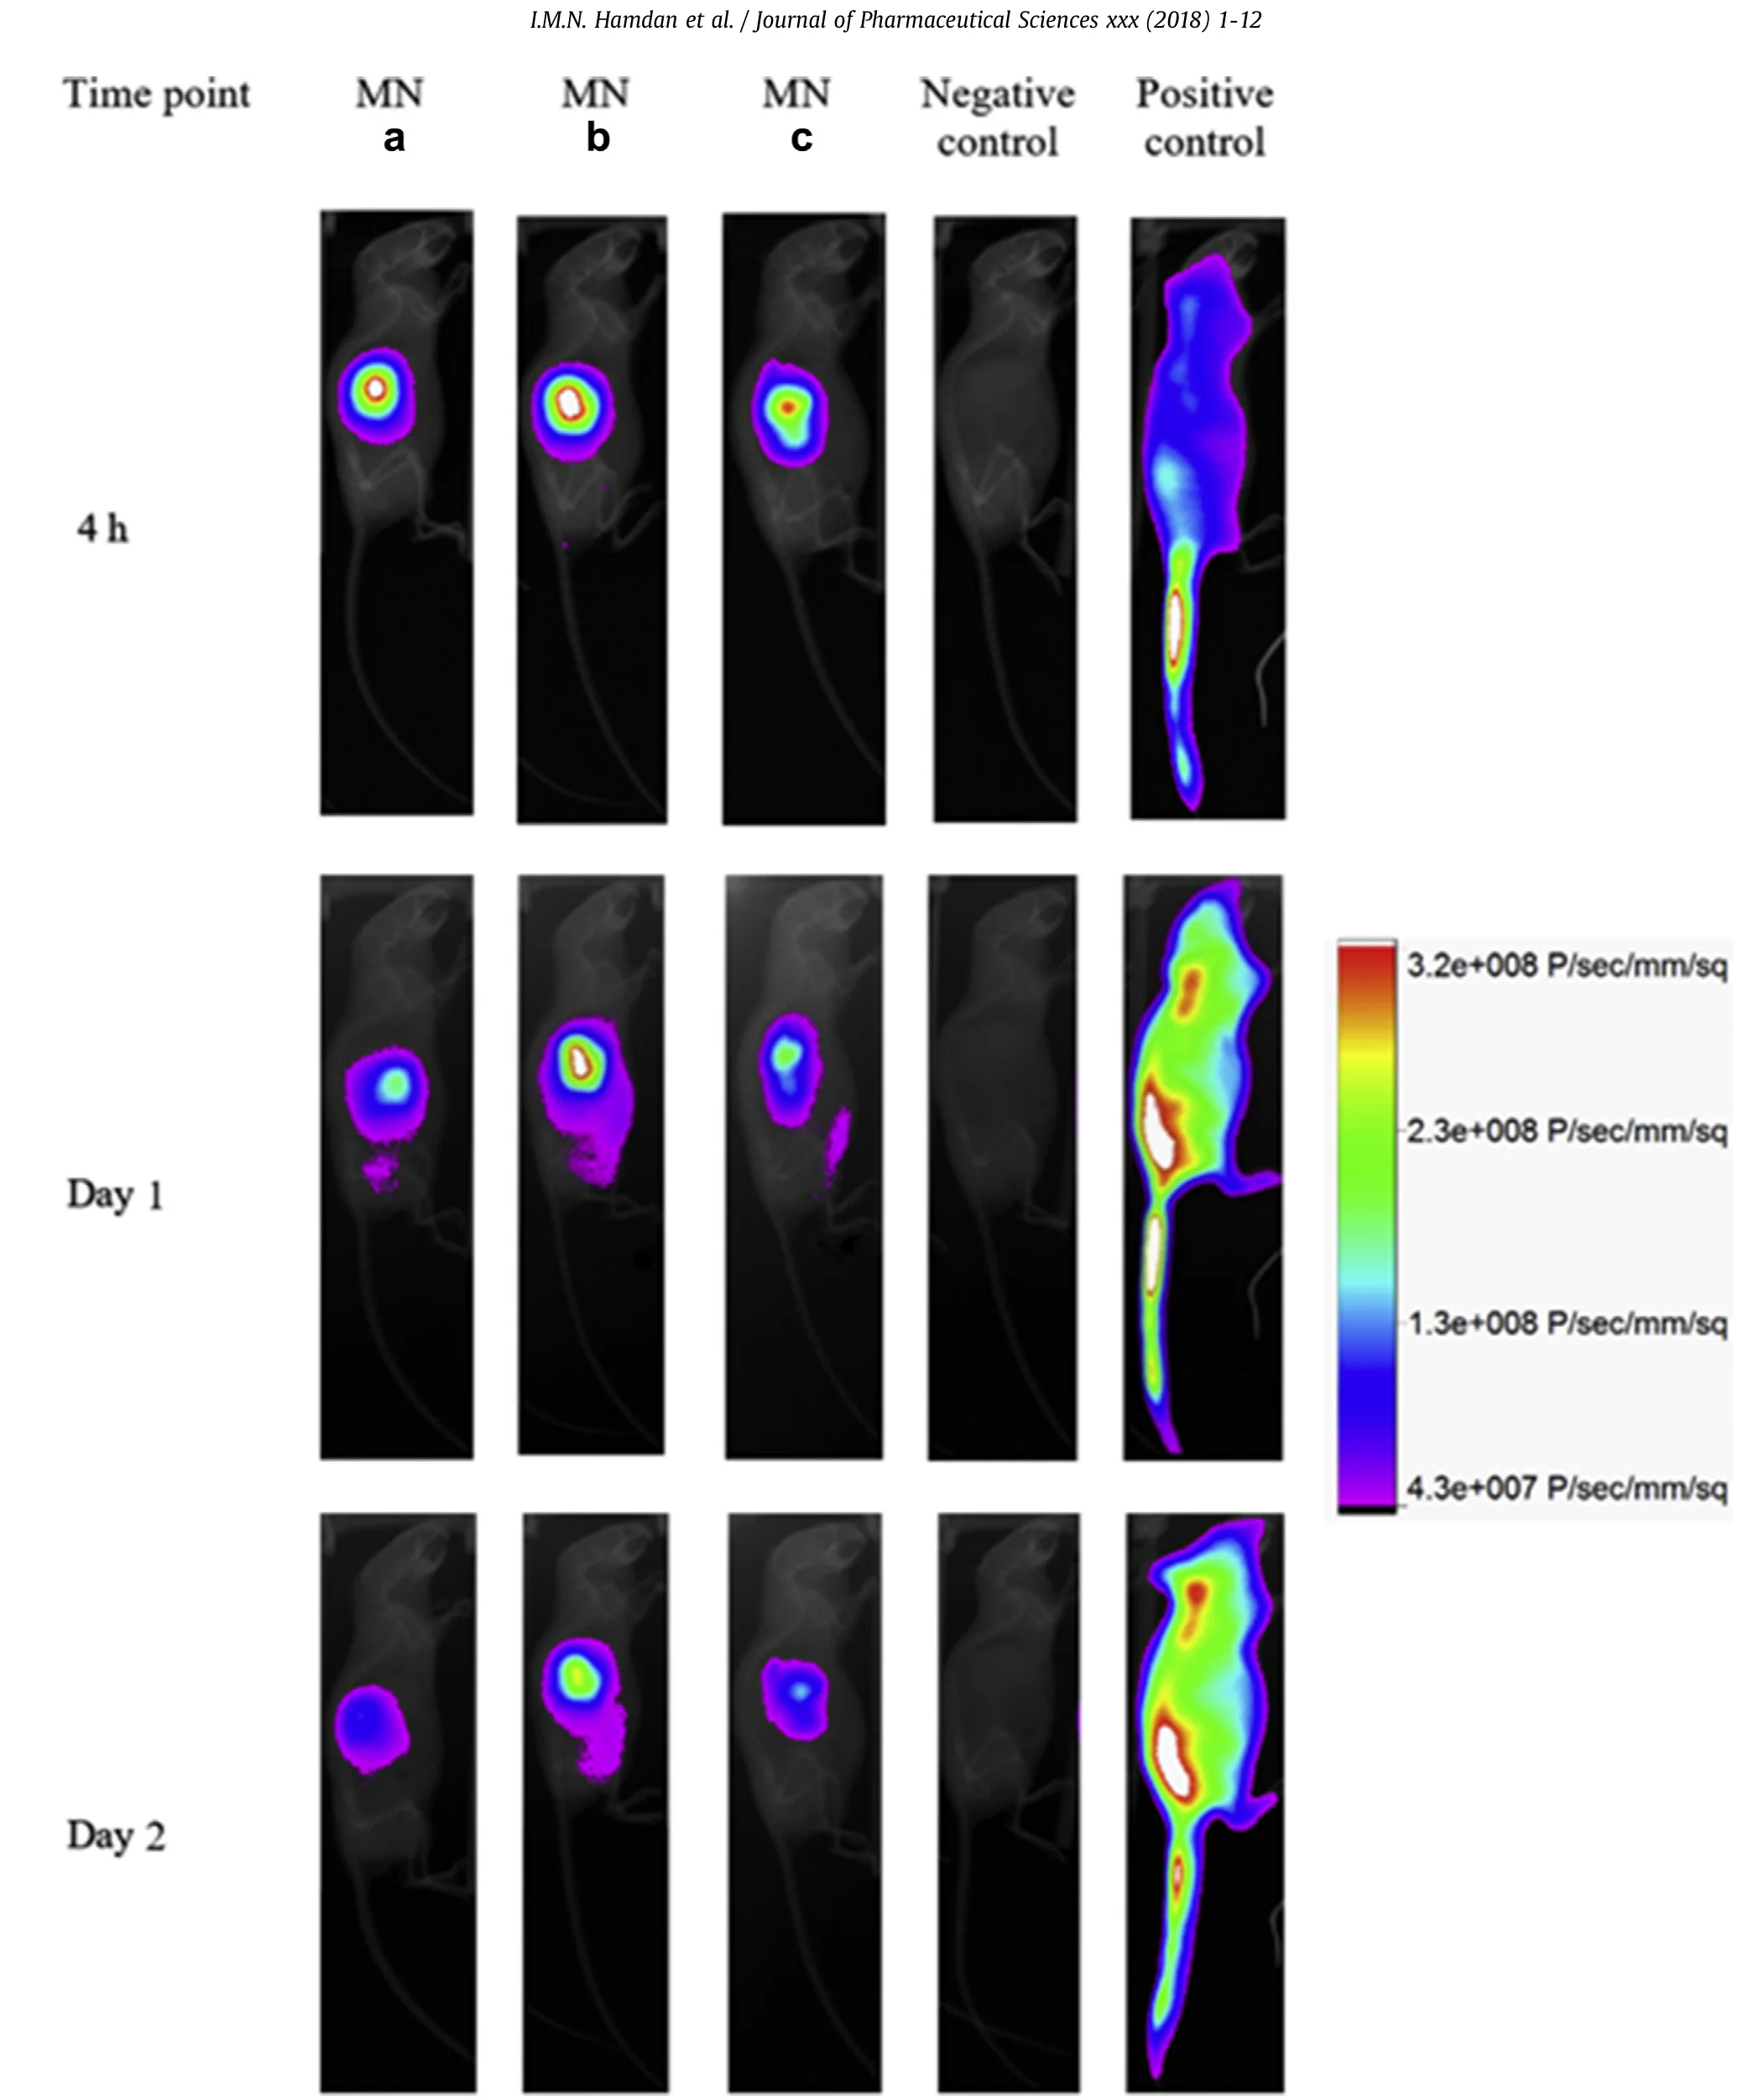 I.M.N. Hamdan et al. / Journal of Pharmaceutical Sciences xxx (2018) 1-12
Time point MN MN MN Negative Positive
a b c control control
4 h
Day 1
3.2e+008 P/sec/mm/sq
2.3e+008 P/sec/mm/sq
1.3e+008 P/sec/mm/sq
4.3e+007 P/sec/mm/sq
Day 2